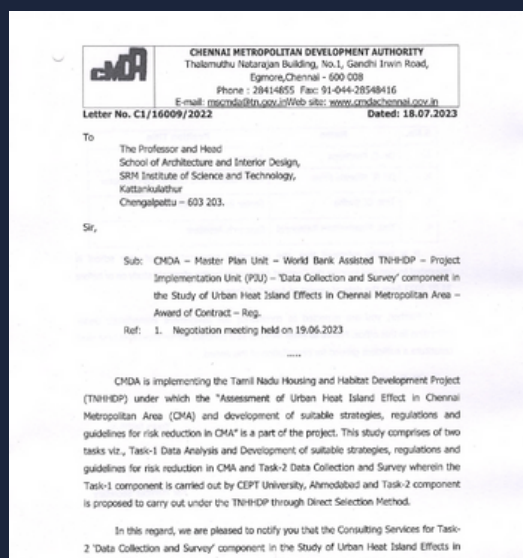 CMDA
CHENNAI METROPOLITAN DEVELOPMENT AUTHORITY
Thalamuthu Natarajan Building, No.1, Gandhi Irwin Road,
Egmore,Chennai - 600 008
Phone : 28414855 Fax: 91-044-28548416
E-mail: mscmda@tn.gov.inWeb site: www.cmdachennai.gov.in
Letter No. C1/16009/2022 Dated: 18.07.2023
To
The Professor and Head
School of Architecture and Interior Design,
SRM Institute of Science and Technology,
Kattankulathur
Chengalpattu – 603 203.
Sir,
Sub: CMDA – Master Plan Unit – World Bank Assisted TNHHDP – Project
Implementation Unit (PIU) – 'Data Collection and Survey' component in
the Study of Urban Heat Island Effects in Chennai Metropolitan Area –
Award of Contract – Reg.
Ref: 1. Negotiation meeting held on 19.06.2023
.....
CMDA is implementing the Tamil Nadu Housing and Habitat Development Project
(TNHHDP) under which the "Assessment of Urban Heat Island Effect in Chennai
Metropolitan Area (CMA) and development of suitable strategies, regulations and
guidelines for risk reduction in CMA" is a part of the project. This study comprises of two
tasks viz., Task-1 Data Analysis and Development of suitable strategies, regulations and
guidelines for risk reduction in CMA and Task-2 Data Collection and Survey wherein the
Task-1 component is carried out by CEPT University, Ahmedabad and Task-2 component
is proposed to carry out under the TNHHDP through Direct Selection Method.
In this regard, we are pleased to notify you that the Consulting Services for Task-
2 'Data Collection and Survey' component in the Study of Urban Heat Island Effects in